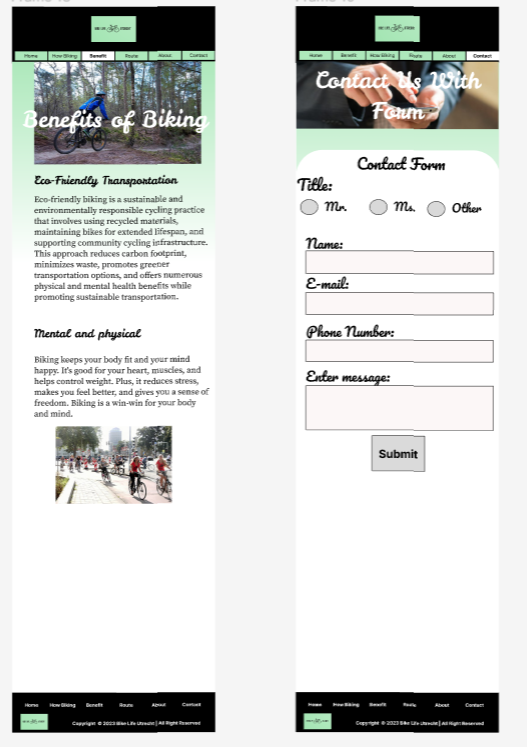 Frame
Home How Biking Benefit Route About Contact
Benefits of Biking
Eco-Friendly Transportation
Eco-friendly biking is a sustainable and
environmentally responsible cycling practice
that involves using recycled materials,
maintaining bikes for extended lifespan, and
supporting community cycling infrastructure.
This approach reduces carbon footprint,
minimizes waste, promotes greener
transportation options, and offers numerous
physical and mental health benefits while
promoting sustainable transportation.
Mental and physical
Biking keeps your body fit and your mind
happy. It's good for your heart, muscles, and
helps control weight. Plus, it reduces stress,
makes you feel better, and gives you a sense of
freedom. Biking is a win-win for your body
and mind.
Home How Biking Benefit Route About Contact
Copyright © 2023 Bike Life Utrecht | All Right Reserved
Home Benefit How Biking Route About Contact
Contact Us With
Form
Contact Form
Title:
Mr. Ms. Other
Name:
E-mail:
Phone Number:
Enter message:
Submit
Home How Biking Benefit Route About Contact
Copyright © 2023 Bike Life Utrecht | All Right Reserved